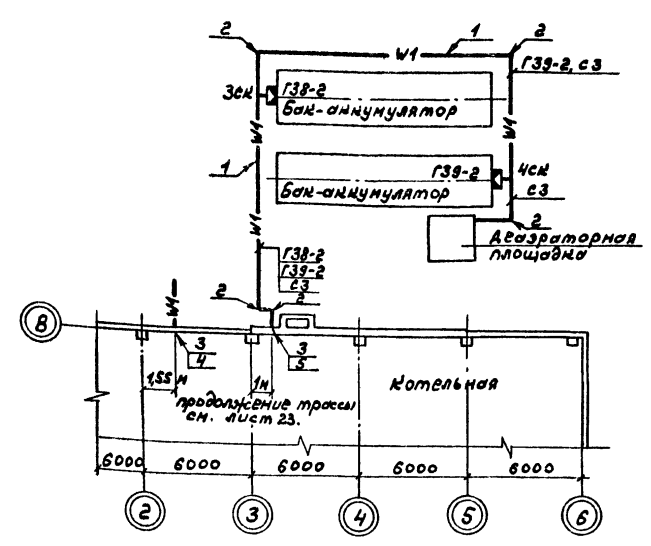 2
1
2
W1
Г39-2, С3
3СК
Г38-2
Бак-аккумулятор
W1
W1
1
Г39-2
4СК
Бак-аккумулятор
С3
W1
2
Деаэраторная
площадка
Г38-2
Г39-2
С3
2
2
W1
8
3
4
3
5
1,55 м
1м
Котельная
продолжение трассы
см. лист 23.
6000
6000
6000
6000
6000
2
3
4
5
6